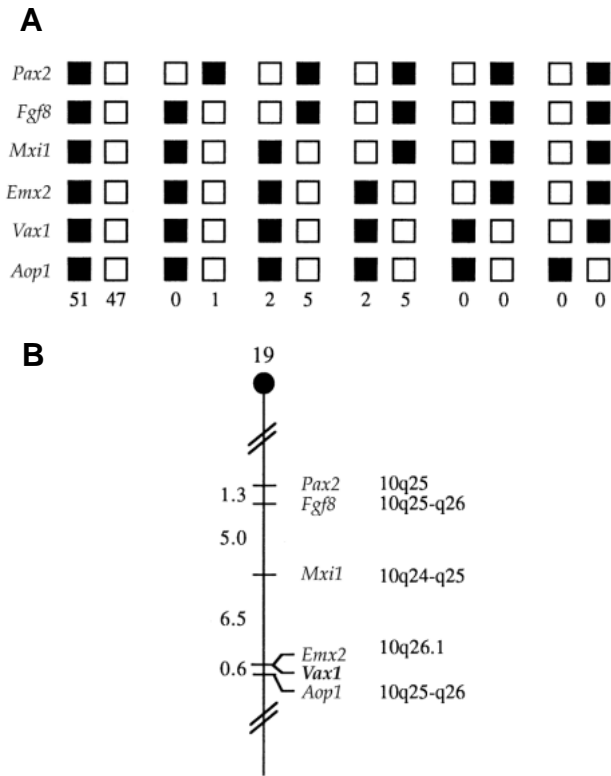 A
Pax2
Fgf8
Mxi1
Emx2
Vax1
Aop1
51 47 0 1 2 5 2 5 0 0 0 0
B
19
Pax2 10q25
1.3
Fgf8 10q25-q26
5.0
Mxi1 10q24-q25
6.5
Emx2 10q26.1
0.6
Vax1
Aop1 10q25-q26